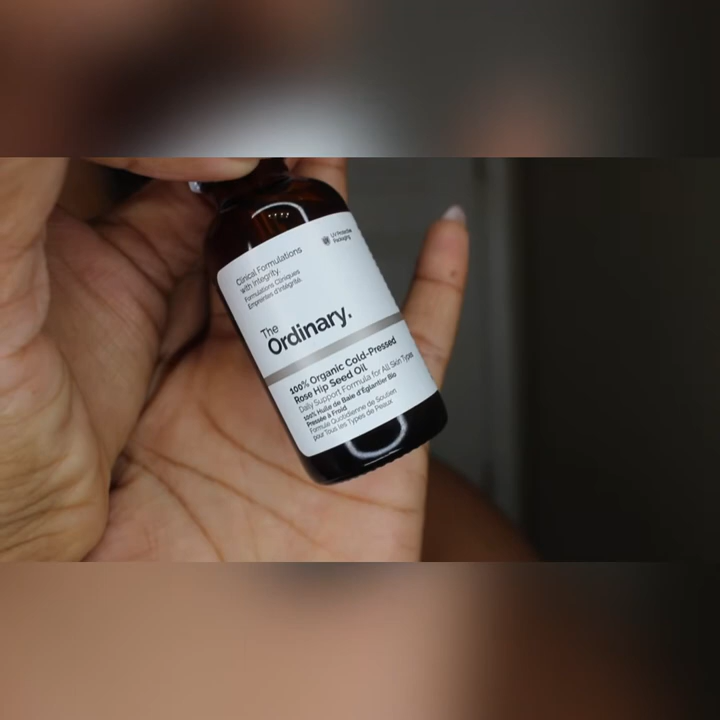 UV Protective
Packaging
Clinical Formulations
with Integrity.
Formulations Cliniques
Empreintes d'intégrité.
The
Ordinary.
100% Organic Cold-Pressed
Rose Hip Seed Oil
Daily Support Formula for All Skin Types
100% Huile de Baie d'Églantier Bio
Pressée à Froid
Formule Quotidienne de Soutien
pour Tous les Types de Peaux.